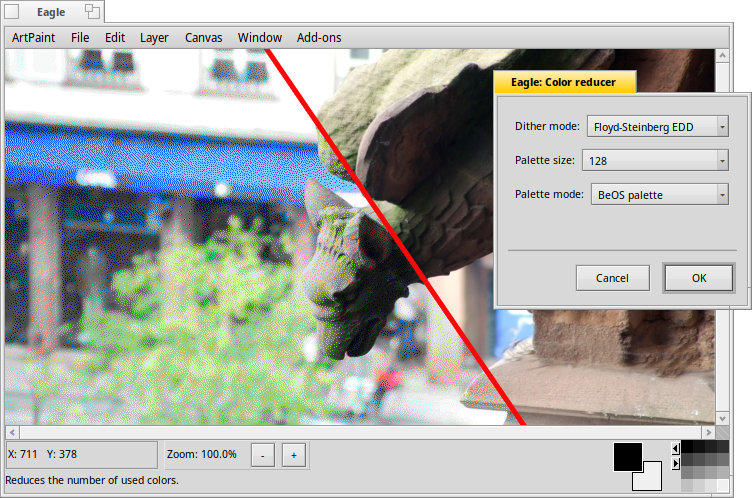 Eagle
ArtPaint File Edit Layer Canvas Window Add-ons
Eagle: Color reducer
Dither mode: Floyd-Steinberg EDD
Palette size: 128
Palette mode: BeOS palette
Cancel OK
X: 711 Y: 378 Zoom: 100.0% - +
Reduces the number of used colors.